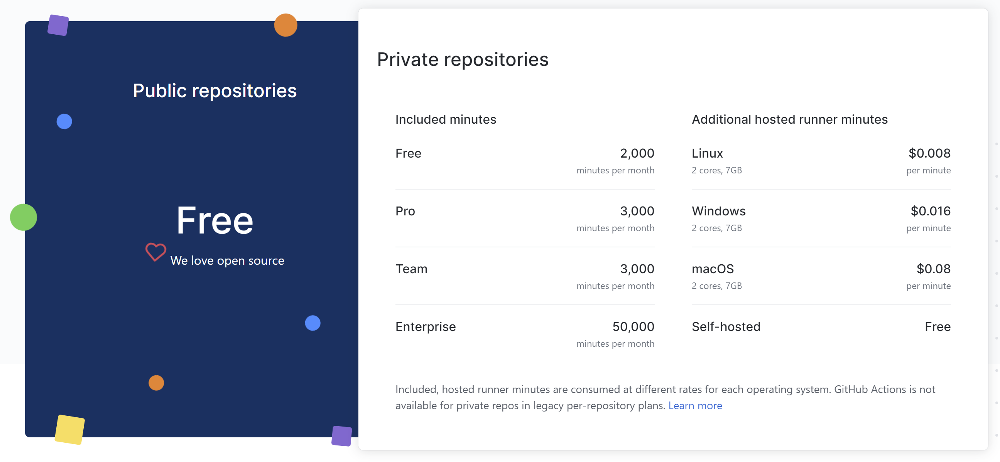 Public repositories
Free
We love open source
Private repositories
Included minutes
Free
2,000
minutes per month
Pro
3,000
minutes per month
Team
3,000
minutes per month
Enterprise
50,000
minutes per month
Additional hosted runner minutes
Linux
$0.008
2 cores, 7GB
per minute
Windows
$0.016
2 cores, 7GB
per minute
macOS
$0.08
2 cores, 7GB
per minute
Self-hosted
Free
Included, hosted runner minutes are consumed at different rates for each operating system. GitHub Actions is not
available for private repos in legacy per-repository plans. Learn more